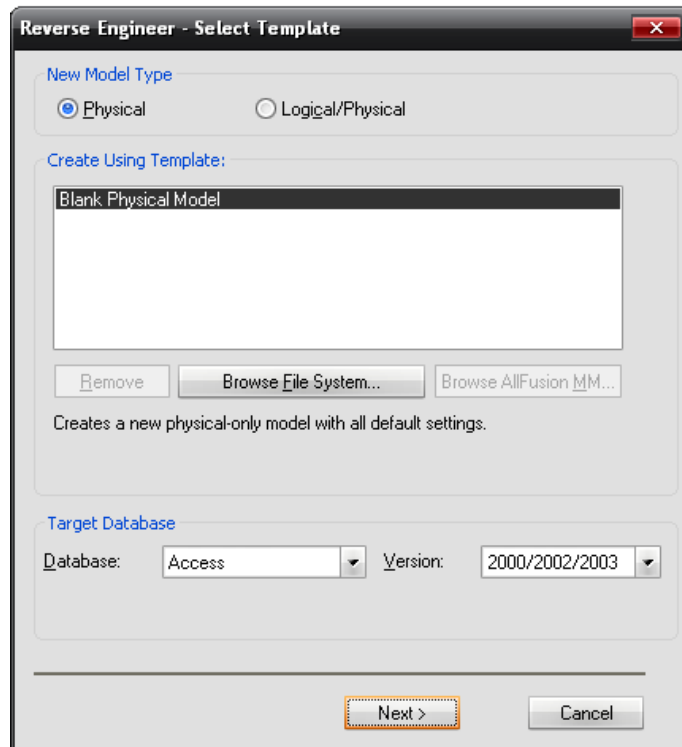 Reverse Engineer - Select Template
New Model Type
Physical
Logical/Physical
Create Using Template:
Blank Physical Model
Remove
Browse File System...
Browse AllFusion MM...
Creates a new physical-only model with all default settings.
Target Database
Database:
Access
Version:
2000/2002/2003
Next >
Cancel